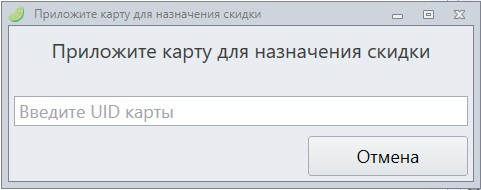 Приложите карту для назначения скидки
Приложите карту для назначения скидки
Введите UID карты
Отмена